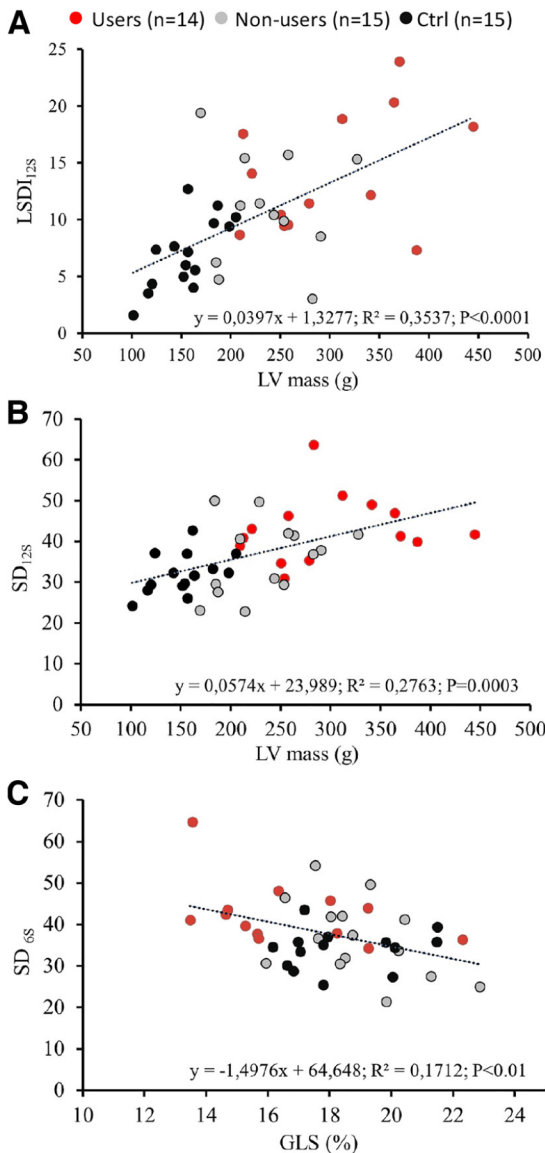 A
Users (n=14) Non-users (n=15) Ctrl (n=15)
25
20
15
10
5
0
LSDI12S
y = 0,0397x + 1,3277; R² = 0,3537; P<0.0001
50 100 150 200 250 300 350 400 450 500
LV mass (g)
B
70
60
50
40
30
20
10
0
SD12S
y = 0,0574x + 23,989; R² = 0,2763; P=0.0003
50 100 150 200 250 300 350 400 450 500
LV mass (g)
C
70
60
50
40
30
20
10
0
SD 6S
y = -1,4976x + 64,648; R² = 0,1712; P<0.01
10 12 14 16 18 20 22 24
GLS (%)